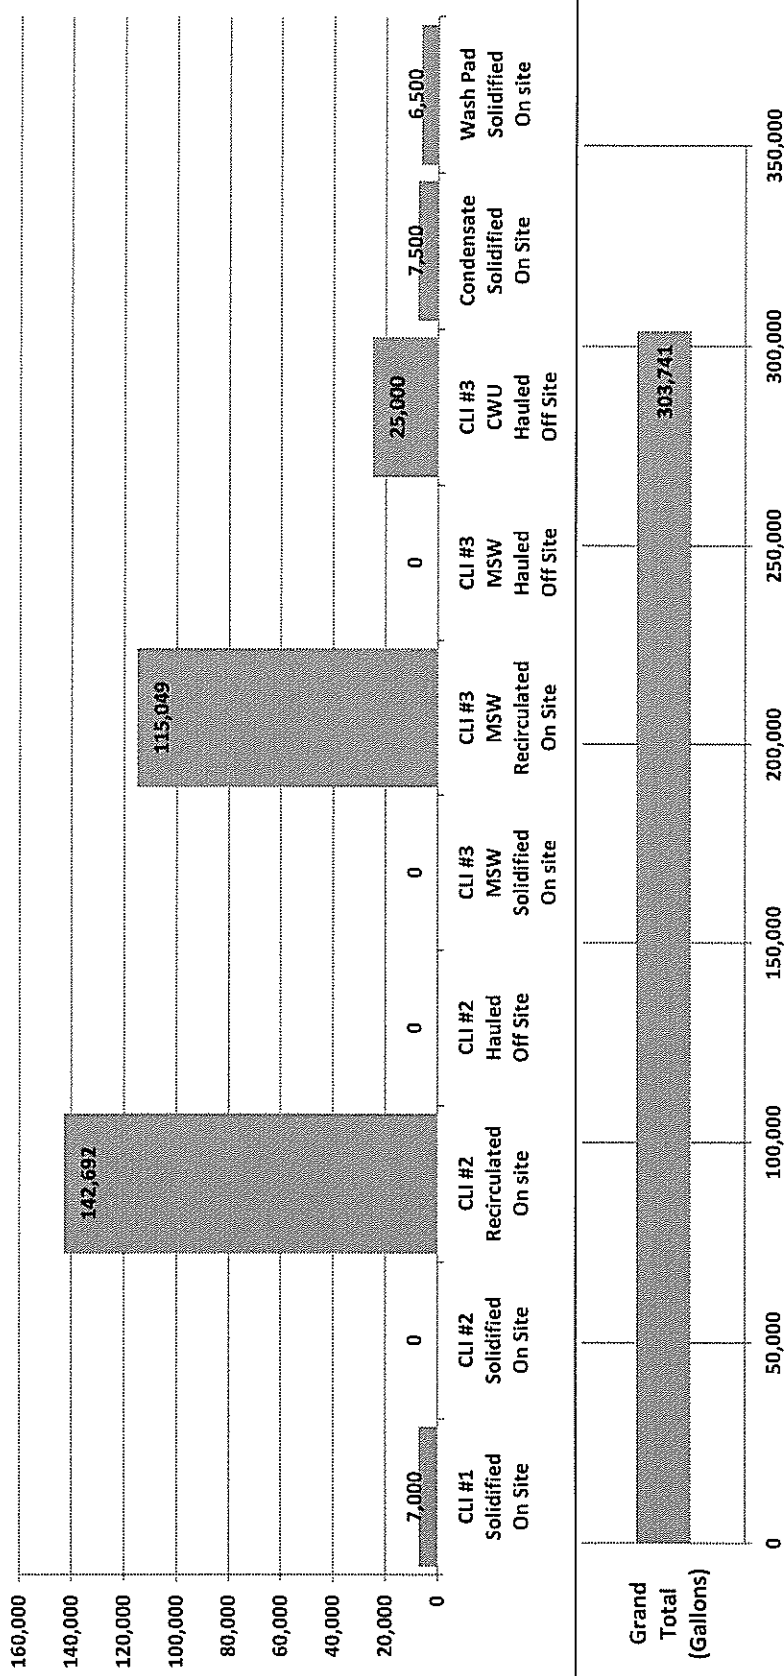 160,000
140,000
120,000
100,000
80,000
60,000
40,000
20,000
0
7,000
0
142,692
0
0
115,049
0
25,000
7,500
6,500
CLI #1
Solidified
On Site
CLI #2
Solidified
On Site
CLI #2
Recirculated
On site
CLI #2
Hauled
Off Site
CLI #3
MSW
Solidified
On site
CLI #3
MSW
Recirculated
On Site
CLI #3
MSW
Hauled
Off Site
CLI #3
CWU
Hauled
Off Site
Condensate
Solidified
On Site
Wash Pad
Solidified
On site
Grand
Total
(Gallons)
303,741
0
50,000
100,000
150,000
200,000
250,000
300,000
350,000